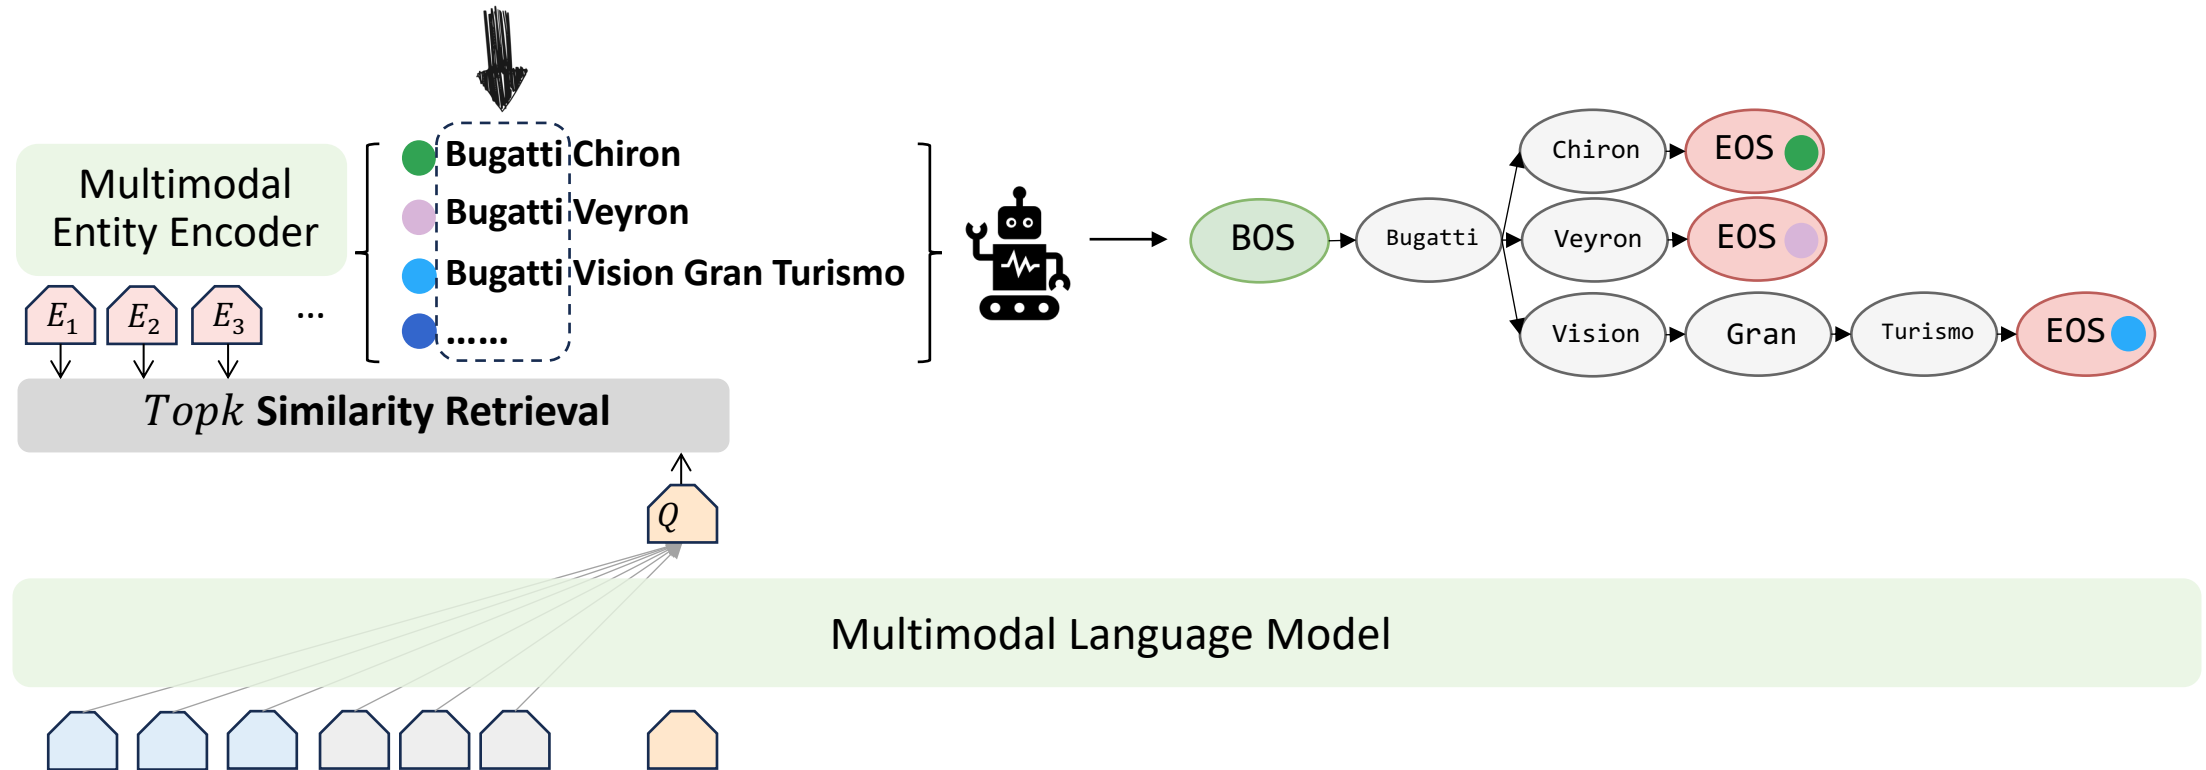 Multimodal
Entity Encoder
Bugatti Chiron
Bugatti Veyron
Bugatti Vision Gran Turismo
......
E1 E2 E3 ...
Topk Similarity Retrieval
Q
BOS
Bugatti
Chiron
EOS
Veyron
EOS
Vision
Gran
Turismo
EOS
Multimodal Language Model